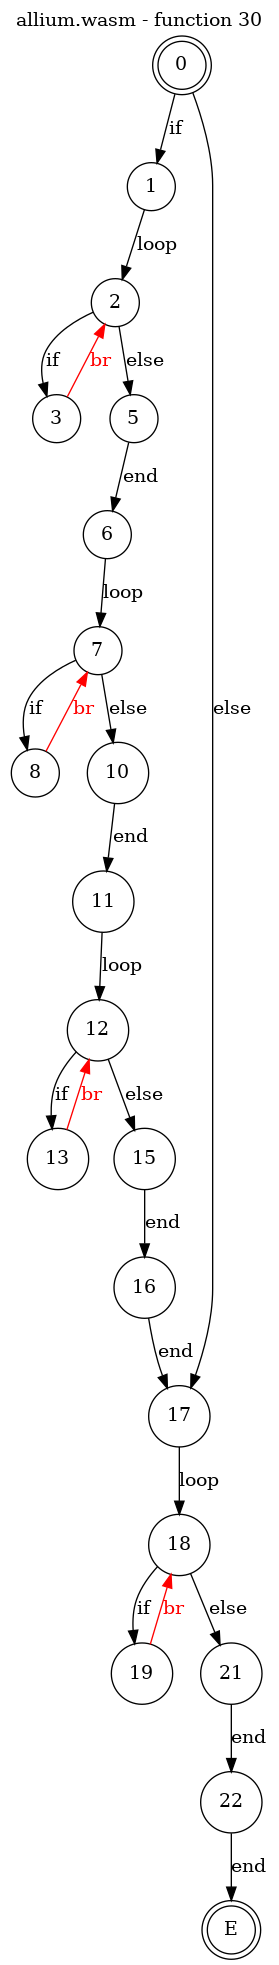 allium.wasm - function 30
0
if
1
loop
2
if
br
else
3
5
end
6
loop
7
if
br
else
else
8
10
end
11
loop
12
if
br
else
13
15
end
16
end
17
loop
18
if
br
else
19
21
end
22
end
E